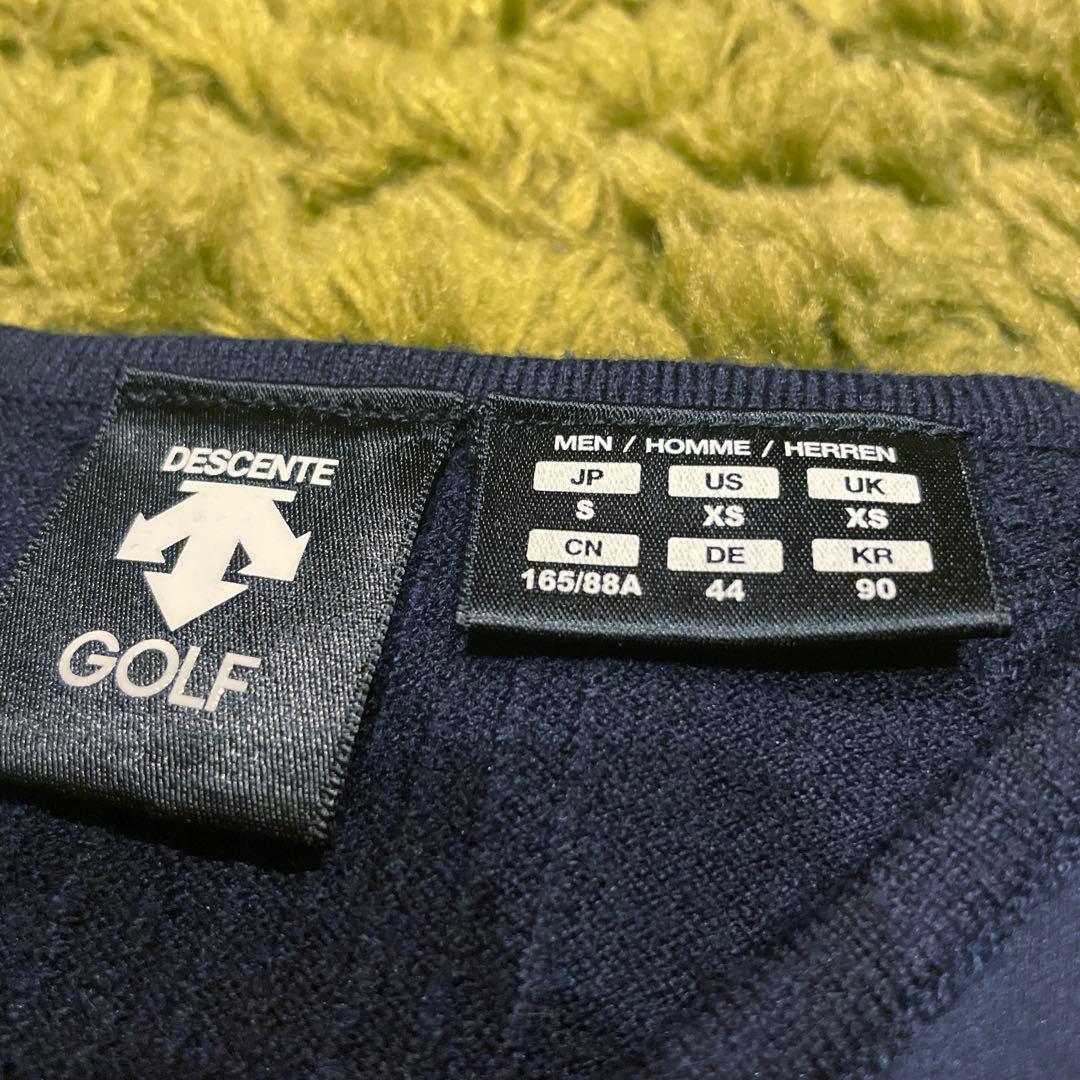 DESCENTE
GOLF
MEN / HOMME / HERREN
JP US UK
S XS XS
CN DE KR
165/88A 44 90